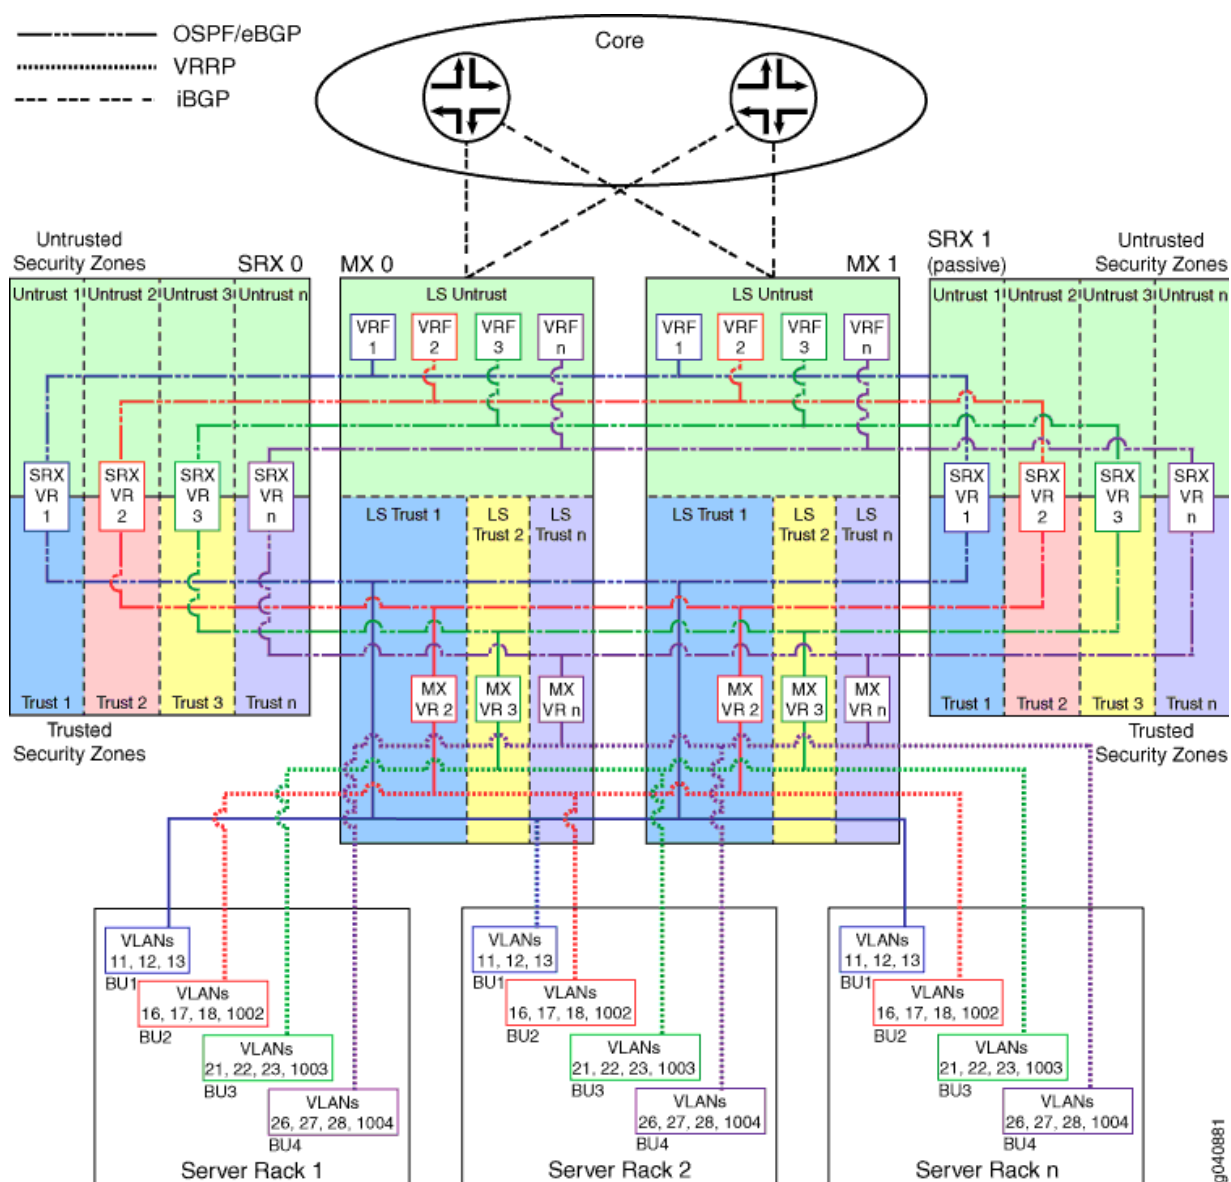 OSPF/eBGP
VRRP
iBGP
Core
Untrusted
Security Zones
SRX 0
MX 0
MX 1
SRX 1
(passive)
Untrusted
Security Zones
Untrust 1
Untrust 2
Untrust 3
Untrust n
LS Untrust
LS Untrust
Untrust 1
Untrust 2
Untrust 3
Untrust n
VRF
1
VRF
2
VRF
3
VRF
n
VRF
1
VRF
2
VRF
3
VRF
n
SRX
VR
1
SRX
VR
2
SRX
VR
3
SRX
VR
n
SRX
VR
1
SRX
VR
2
SRX
VR
3
SRX
VR
n
LS Trust 1
LS
Trust 2
LS
Trust n
LS Trust 1
LS
Trust 2
LS
Trust n
MX
VR 2
MX
VR 3
MX
VR n
MX
VR 2
MX
VR 3
MX
VR n
Trust 1
Trust 2
Trust 3
Trust n
Trust 1
Trust 2
Trust 3
Trust n
Trusted
Security Zones
Trusted
Security Zones
VLANs
11, 12, 13
BU1
VLANs
16, 17, 18, 1002
BU2
VLANs
21, 22, 23, 1003
BU3
VLANs
26, 27, 28, 1004
BU4
Server Rack 1
VLANs
11, 12, 13
BU1
VLANs
16, 17, 18, 1002
BU2
VLANs
21, 22, 23, 1003
BU3
VLANs
26, 27, 28, 1004
BU4
Server Rack 2
VLANs
11, 12, 13
BU1
VLANs
16, 17, 18, 1002
BU2
VLANs
21, 22, 23, 1003
BU3
VLANs
26, 27, 28, 1004
BU4
Server Rack n
g040881